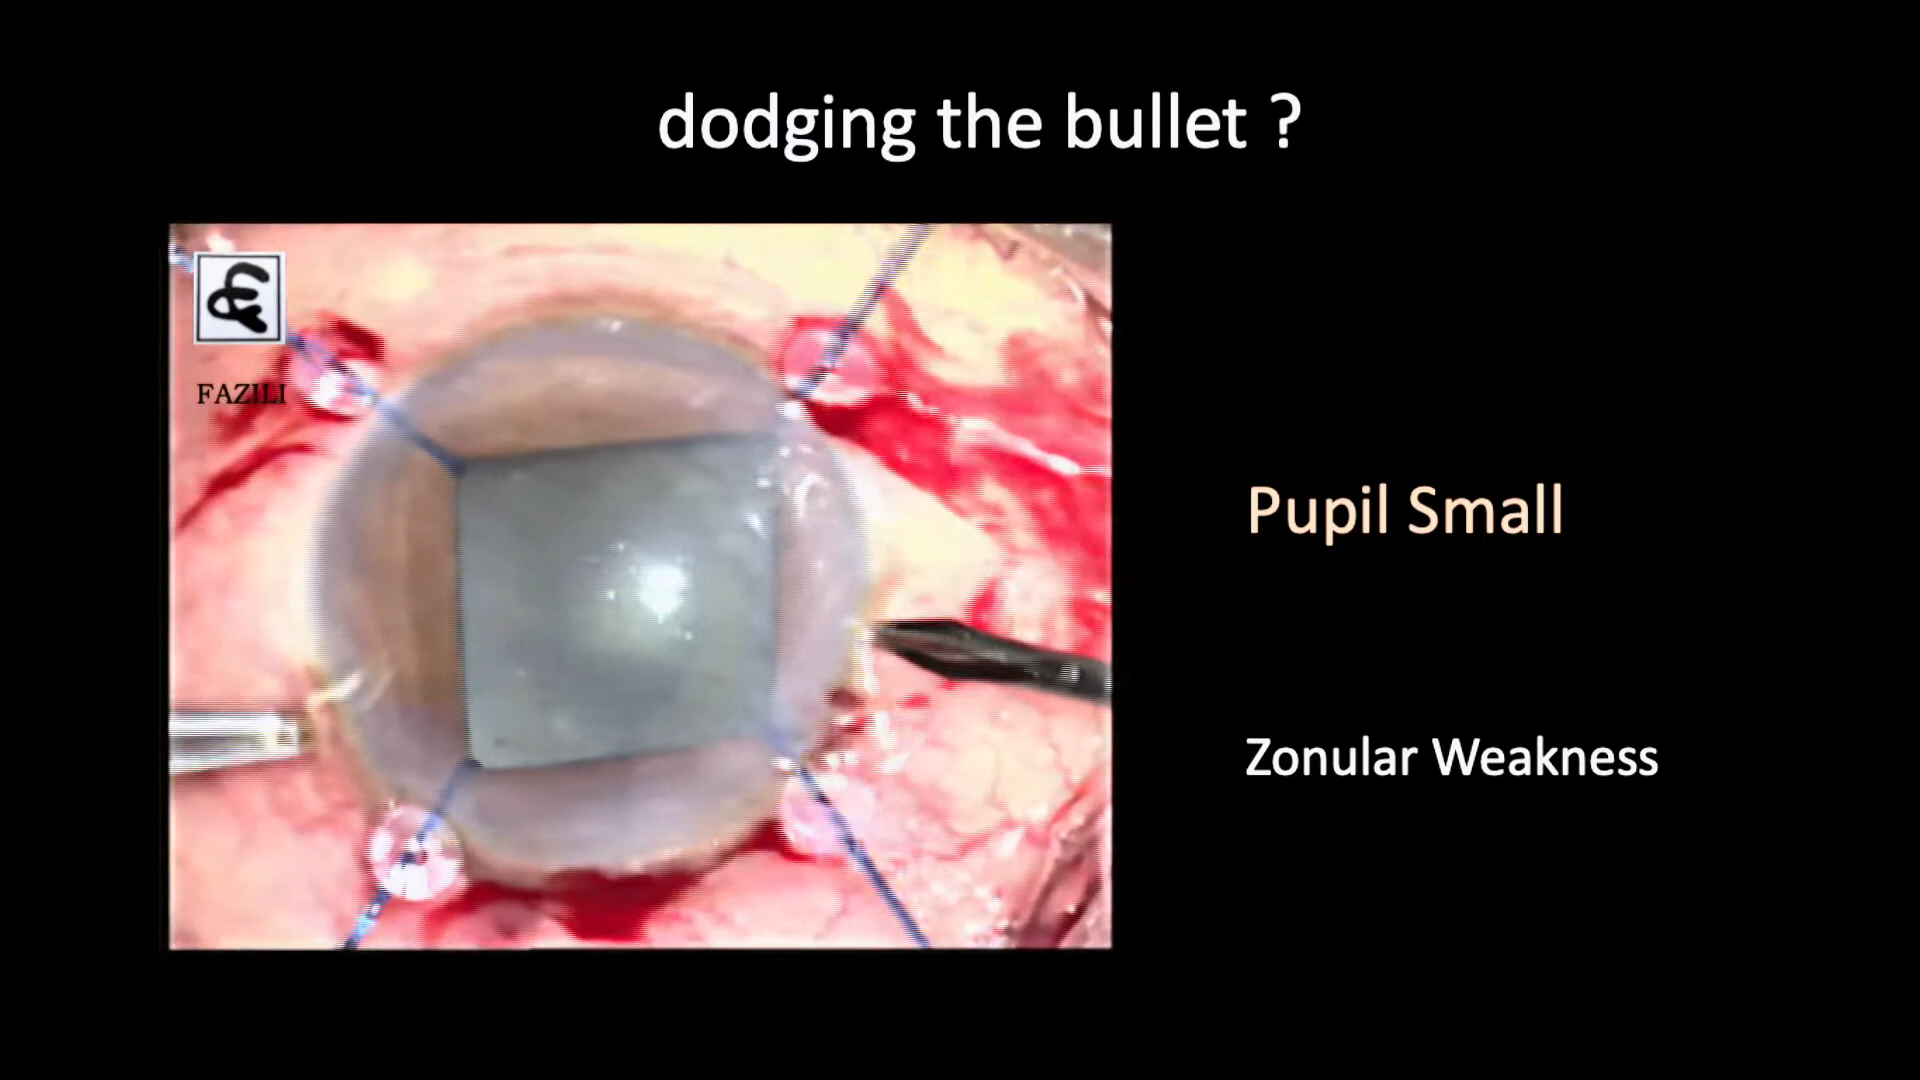 dodging the bullet ?
FAZILI
Pupil Small
Zonular Weakness